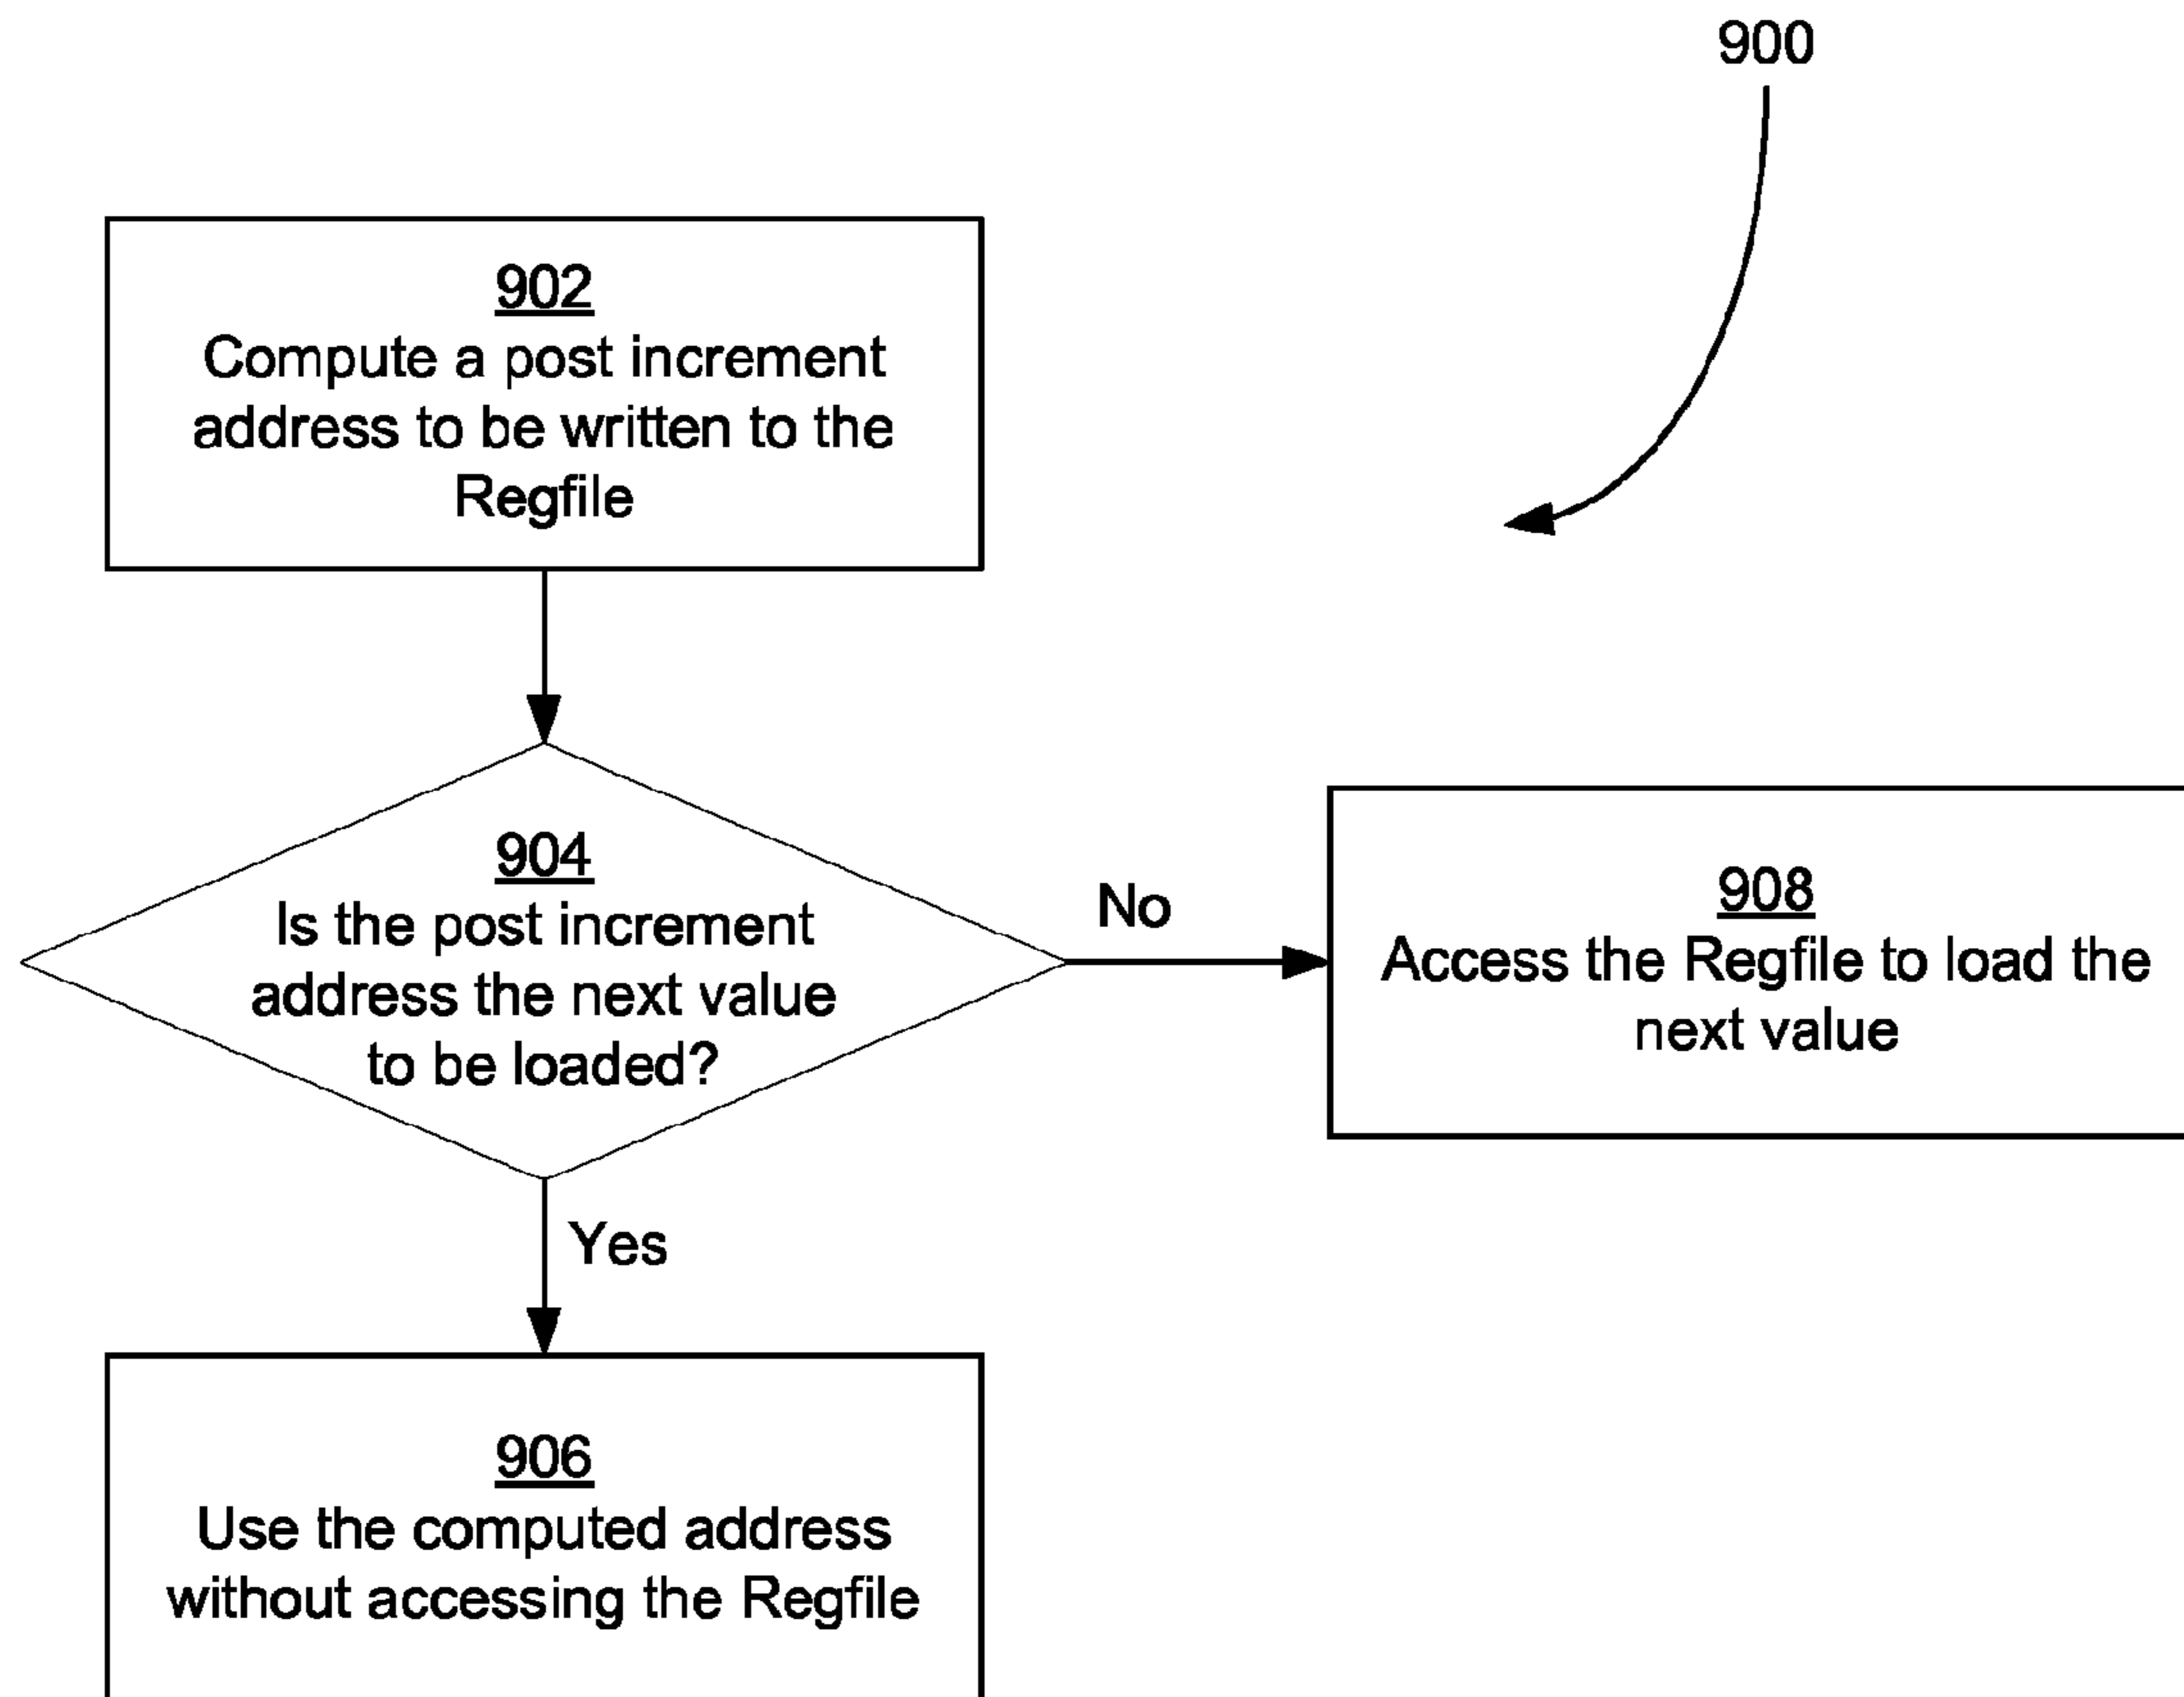 900
902
Compute a post increment
address to be written to the
Regfile
904
Is the post increment
address the next value
to be loaded?
No
908
Access the Regfile to load the
next value
Yes
906
Use the computed address
without accessing the Regfile